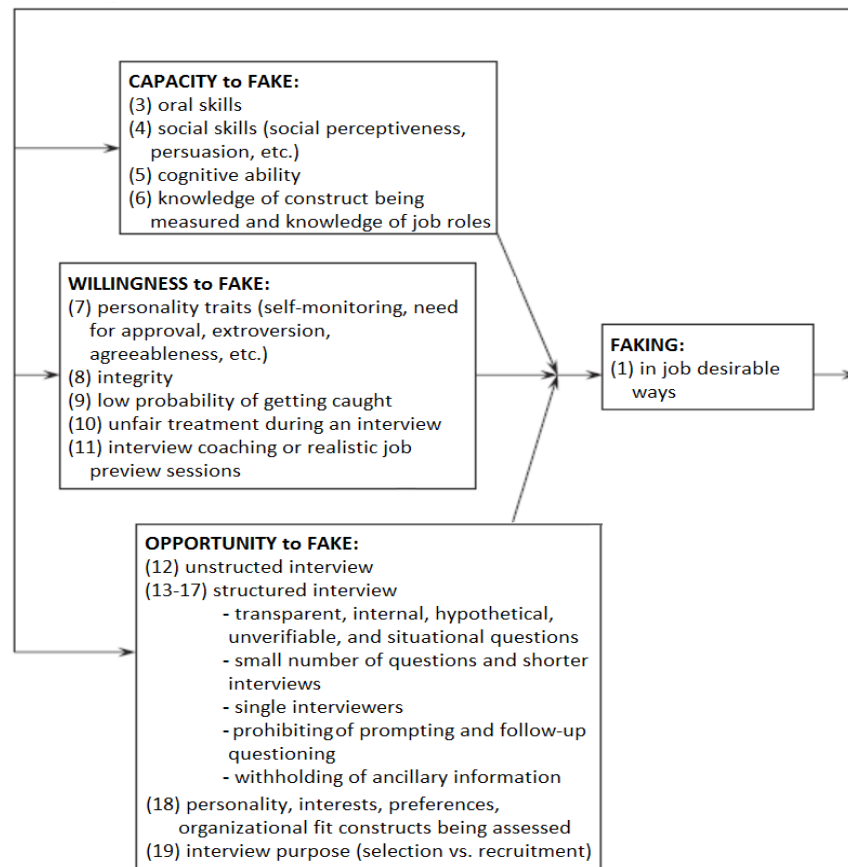 CAPACITY to FAKE:
(3) oral skills
(4) social skills (social perceptiveness,
persuasion, etc.)
(5) cognitive ability
(6) knowledge of construct being
measured and knowledge of job roles
WILLINGNESS to FAKE:
(7) personality traits (self-monitoring, need
for approval, extroversion,
agreeableness, etc.)
(8) integrity
(9) low probability of getting caught
(10) unfair treatment during an interview
(11) interview coaching or realistic job
preview sessions
FAKING:
(1) in job desirable
ways
OPPORTUNITY to FAKE:
(12) unstructed interview
(13-17) structured interview
- transparent, internal, hypothetical,
unverifiable, and situational questions
- small number of questions and shorter
interviews
- single interviewers
- prohibiting of prompting and follow-up
questioning
- withholding of ancillary information
(18) personality, interests, preferences,
organizational fit constructs being assessed
(19) interview purpose (selection vs. recruitment)